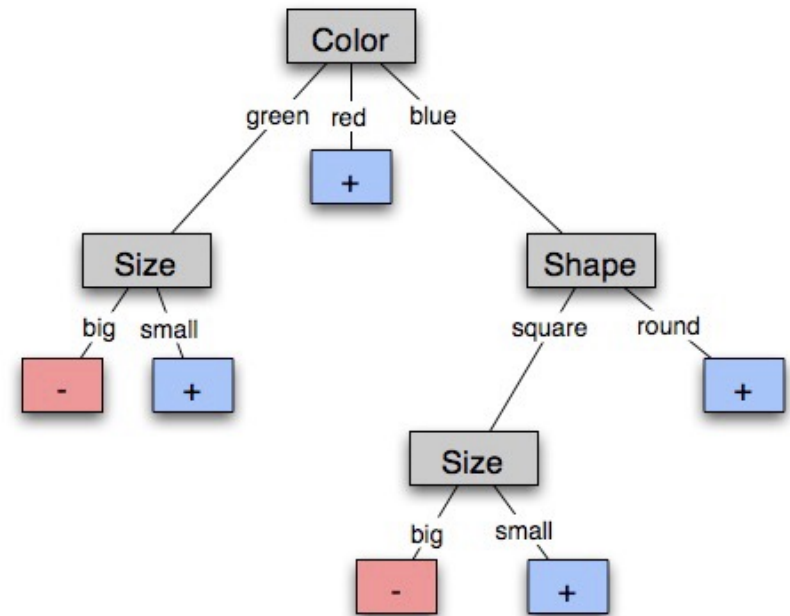 Color
green red blue
+
Size Shape
big small square round
- + +
Size
big small
- +